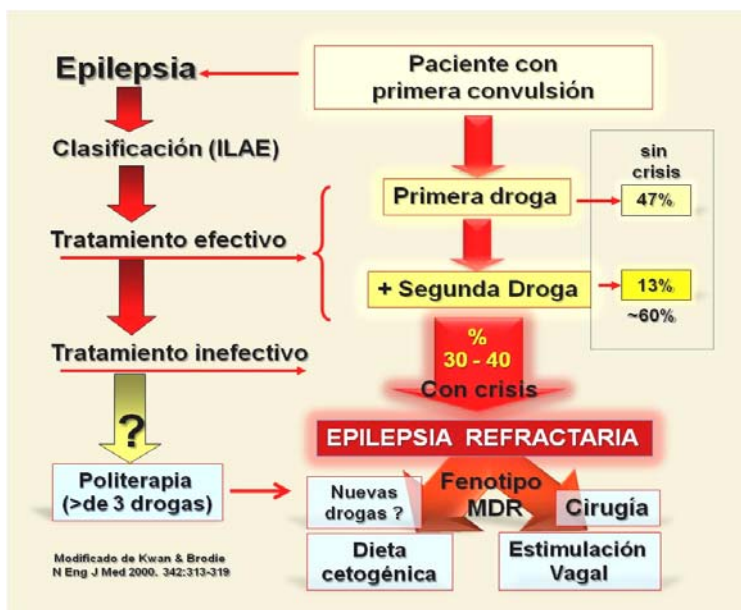 Epilepsia
Paciente con
primera convulsión
Clasificación (ILAE)
sin
crisis
Primera droga
47%
Tratamiento efectivo
+ Segunda Droga
13%
~60%
%
30 - 40
Con crisis
Tratamiento inefectivo
?
EPILEPSIA REFRACTARIA
Politerapia
(>de 3 drogas)
Nuevas
drogas ?
Fenotipo
MDR
Cirugía
Dieta
cetogénica
Estimulación
Vagal
Modificado de Kwan & Brodie
N Eng J Med 2000. 342:313-319